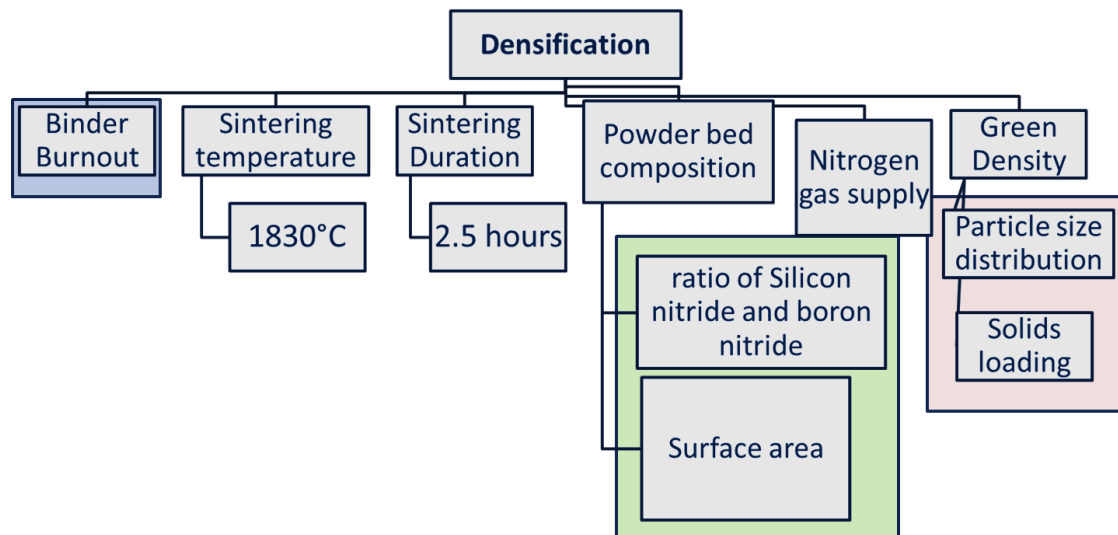 Densification
Binder
Burnout
Sintering
temperature
1830°C
Sintering
Duration
2.5 hours
Powder bed
composition
ratio of Silicon
nitride and boron
nitride
Surface area
Nitrogen
gas supply
Green
Density
Particle size
distribution
Solids
loading